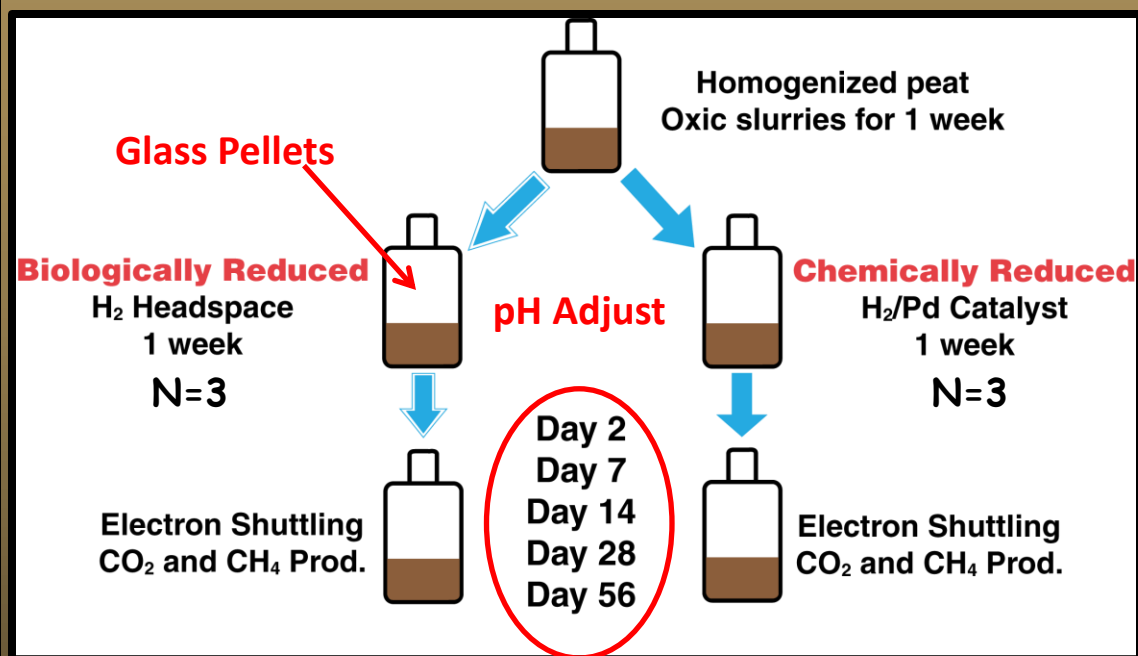 Homogenized peat
Oxic slurries for 1 week
Glass Pellets
Biologically Reduced
H₂ Headspace
1 week
N=3
pH Adjust
Chemically Reduced
H₂/Pd Catalyst
1 week
N=3
Day 2
Day 7
Day 14
Day 28
Day 56
Electron Shuttling
CO₂ and CH₄ Prod.
Electron Shuttling
CO₂ and CH₄ Prod.